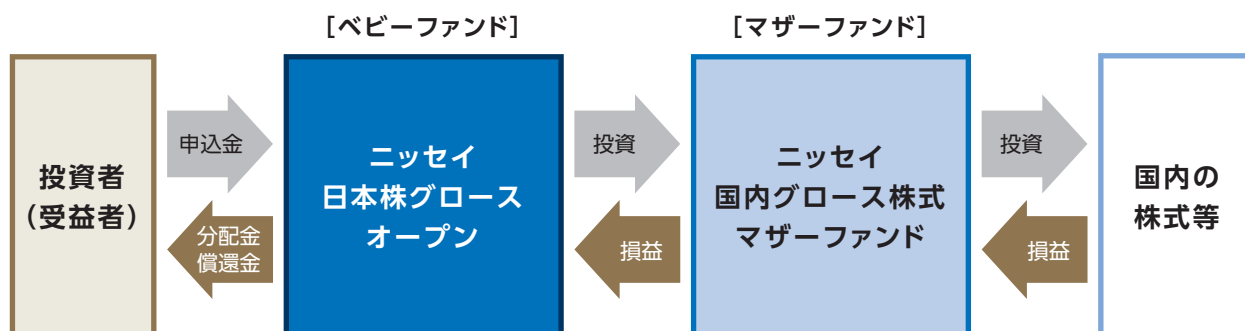 [ベビーファンド]
[マザーファンド]
投資者
(受益者)
申込金
分配金
償還金
ニッセイ
日本株グロース
オープン
投資
損益
ニッセイ
国内グロース株式
マザーファンド
投資
損益
国内の
株式等